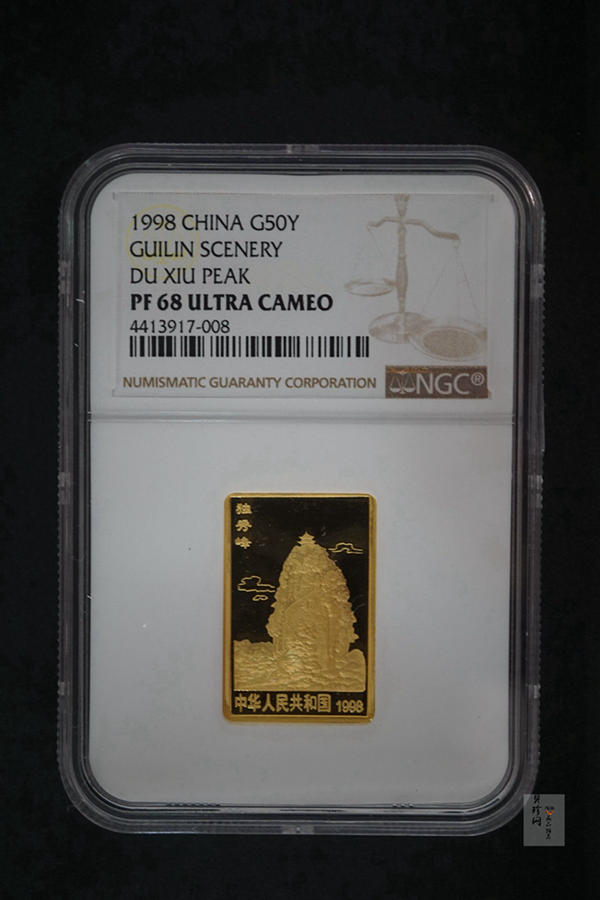 1998 CHINA G50Y
GUILIN SCENERY
DU XIU PEAK
PF 68 ULTRA CAMEO
4413917-008
NUMISMATIC GUARANTY CORPORATION
NGC®
独秀峰
中华人民共和国 1998